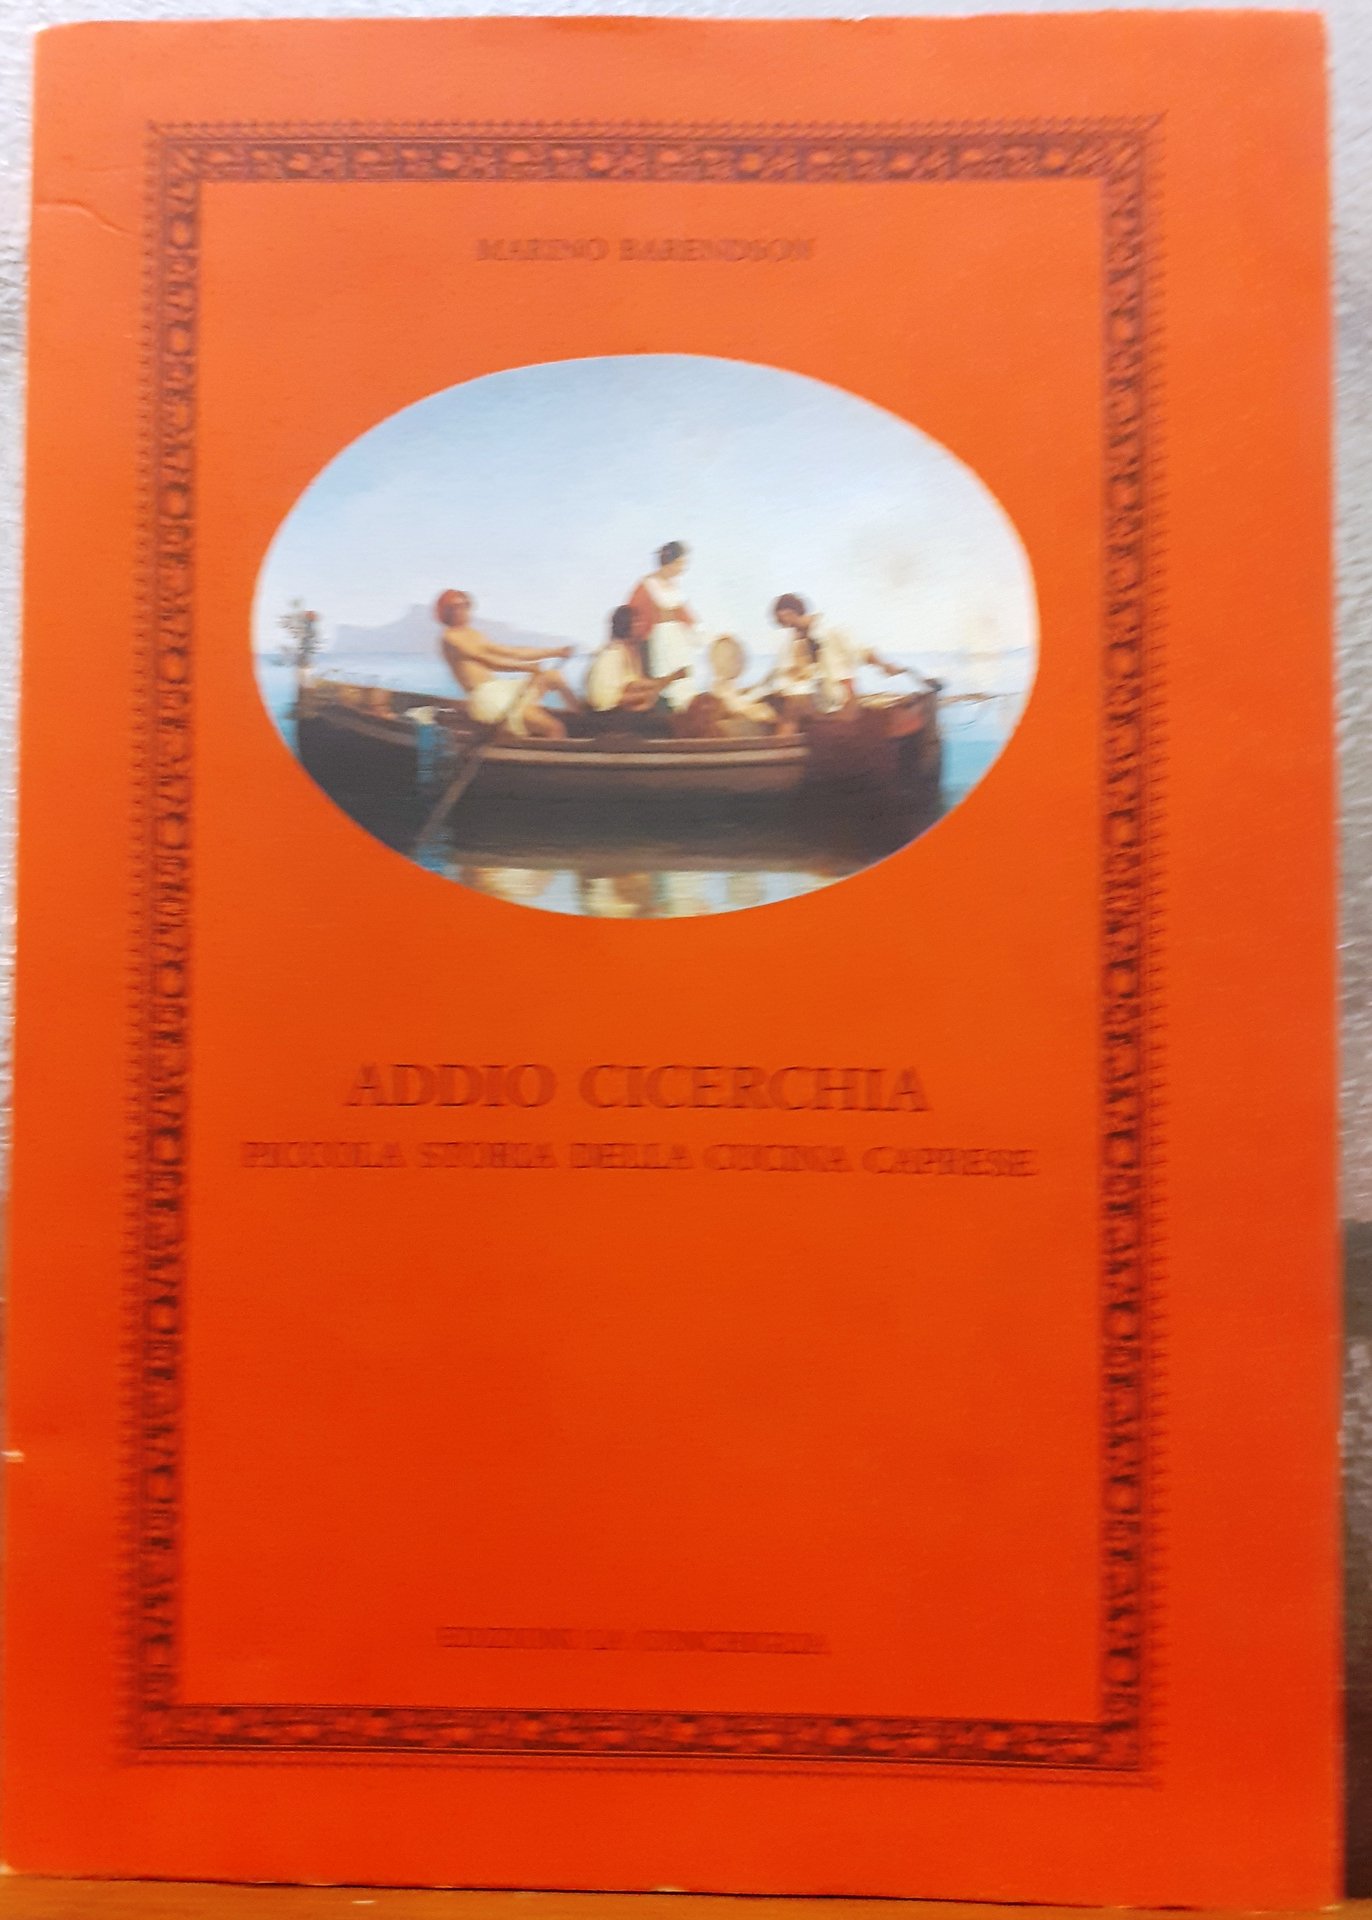 MARINO BARENDSON
ADDIO CICERCHIA
PICCOLA STORIA DELLA CUCINA CAPRESE
EDIZIONI LA CONCHIGLIA